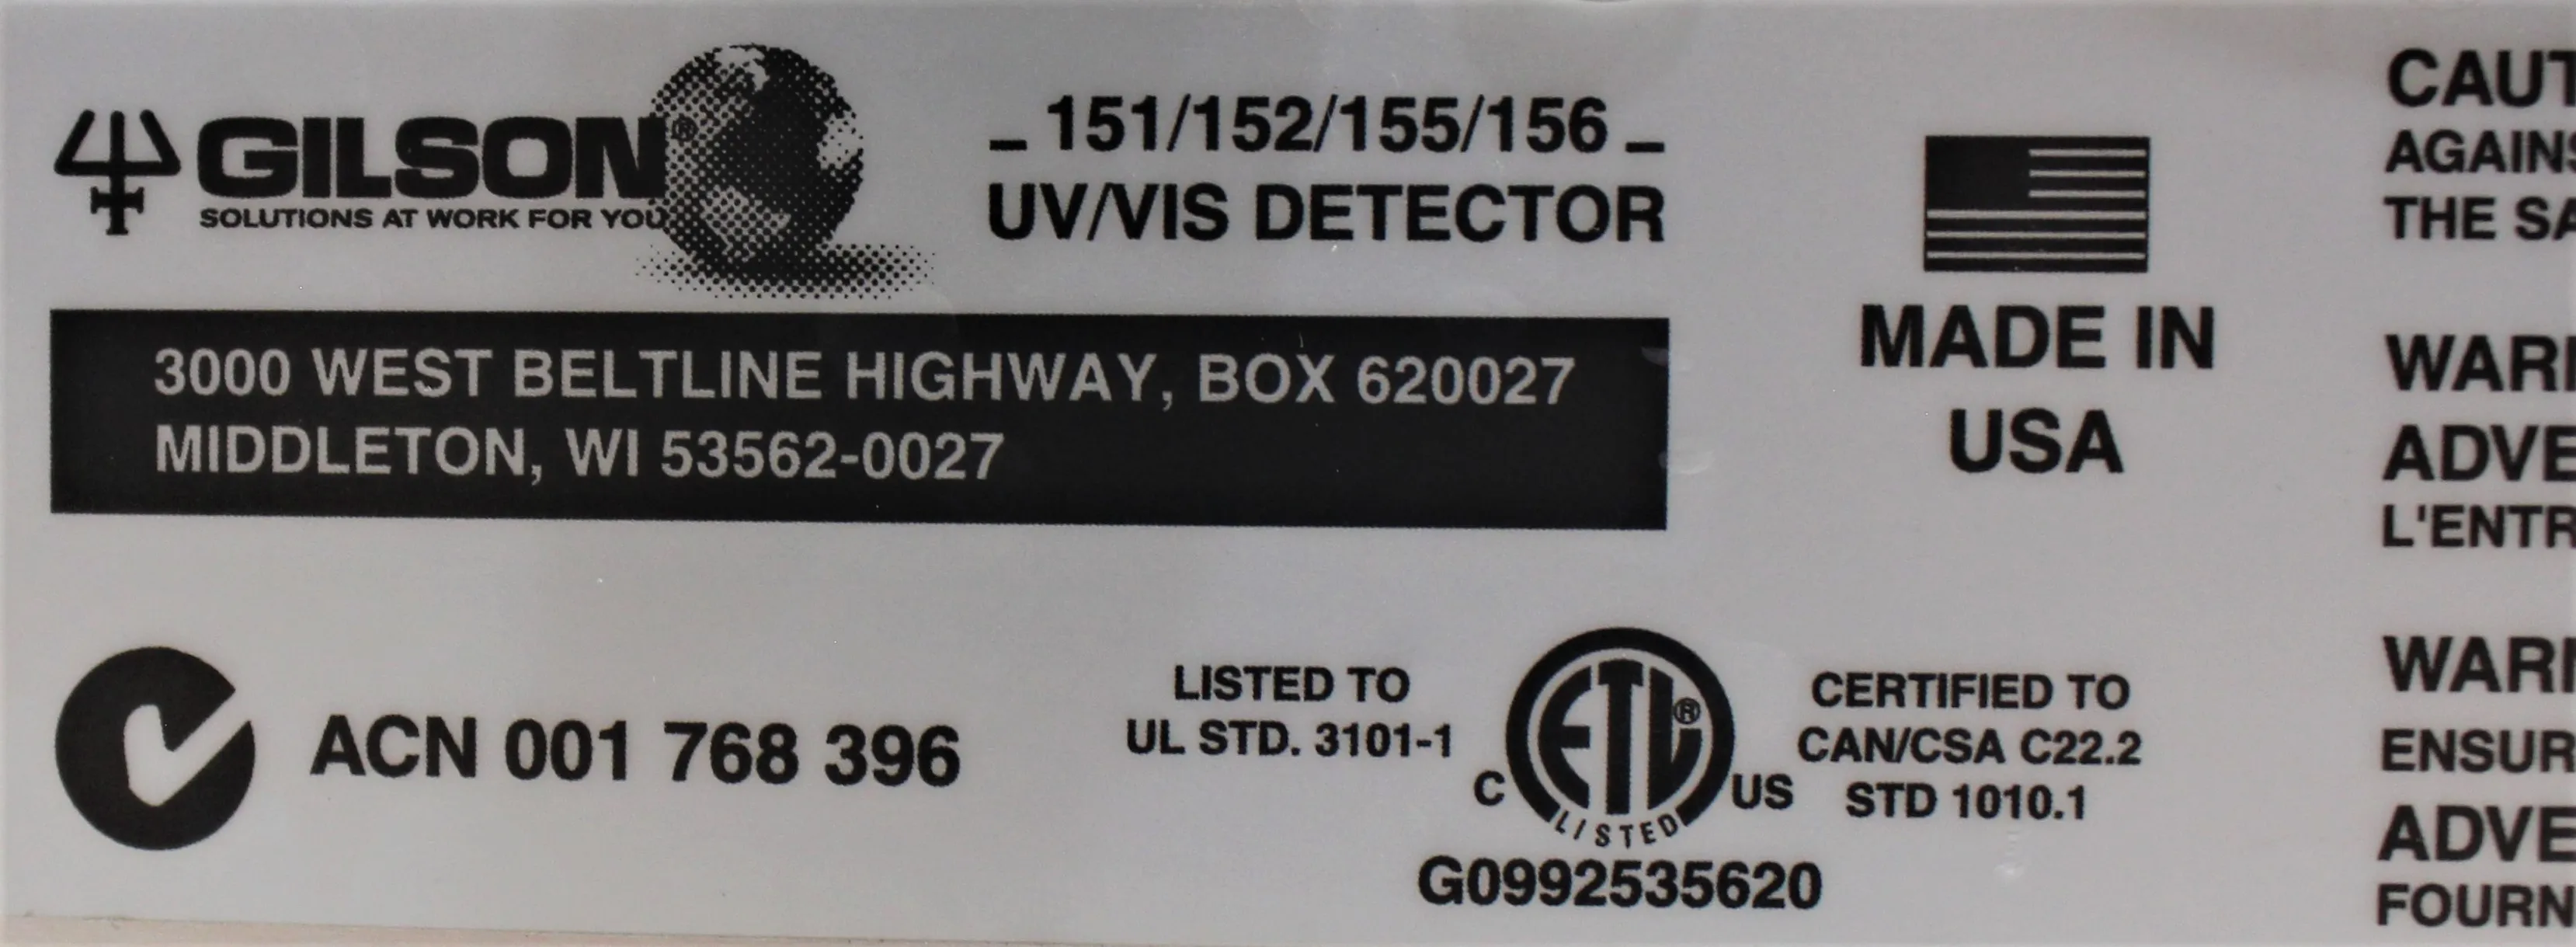 GILSON®
SOLUTIONS AT WORK FOR YOU
_ 151/152/155/156 _
UV/VIS DETECTOR
3000 WEST BELTLINE HIGHWAY, BOX 620027
MIDDLETON, WI 53562-0027
MADE IN
USA
ACN 001 768 396
LISTED TO
UL STD. 3101-1
C
ETL®
LISTED
US
CERTIFIED TO
CAN/CSA C22.2
STD 1010.1
G0992535620
CAUT
AGAINS
THE SA
WARN
ADVE
L'ENTR
WARN
ENSUR
ADVE
FOURN